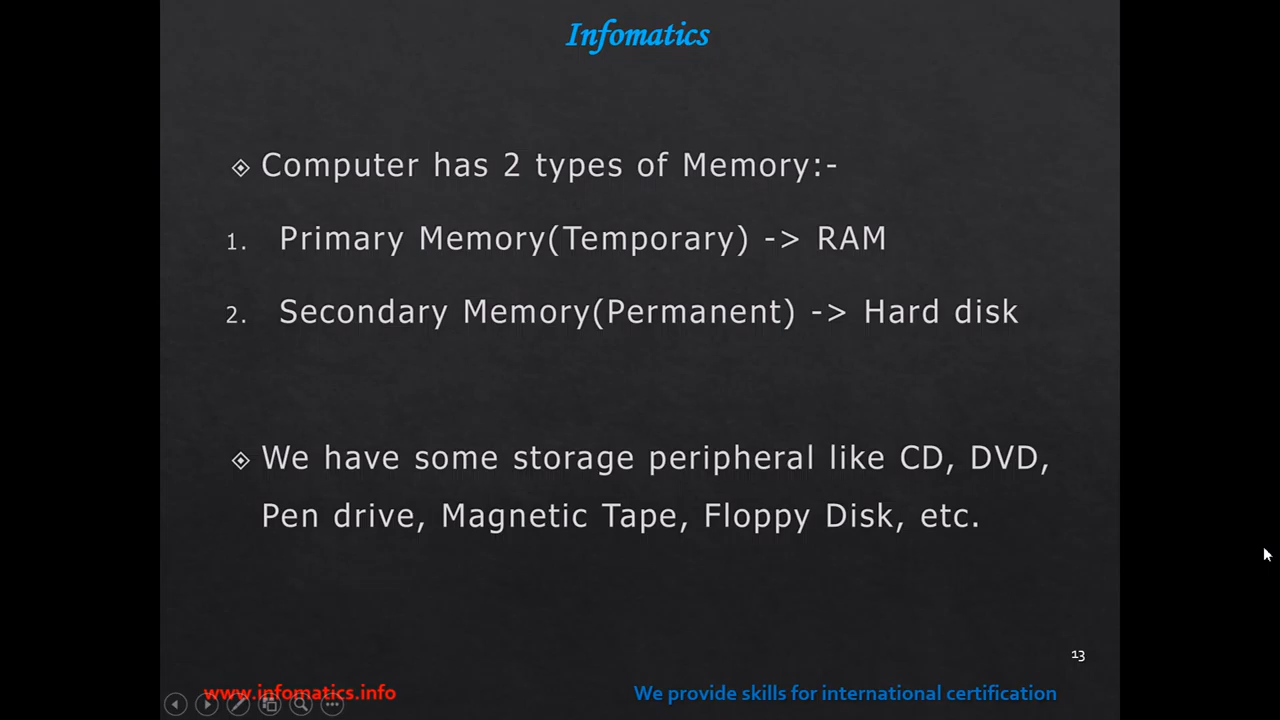 Infomatics
Computer has 2 types of Memory:-
1. Primary Memory(Temporary) -> RAM
2. Secondary Memory(Permanent) -> Hard disk
We have some storage peripheral like CD, DVD,
Pen drive, Magnetic Tape, Floppy Disk, etc.
13
www.infomatics.info
We provide skills for international certification